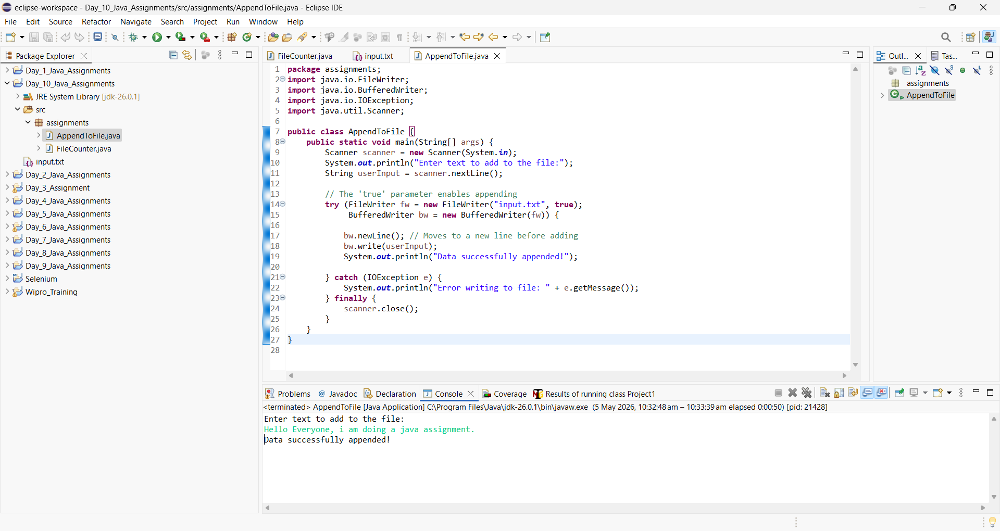 eclipse-workspace - Day_10_Java_Assignments/src/assignments/AppendToFile.java - Eclipse IDE
File Edit Source Refactor Navigate Search Project Run Window Help
Package Explorer
Day_1_Java_Assignments
Day_10_Java_Assignments
JRE System Library [jdk-26.0.1]
src
assignments
AppendToFile.java
FileCounter.java
input.txt
Day_2_Java_Assignments
Day_3_Assignment
Day_4_Java_Assignments
Day_5_Java_Assignments
Day_6_Java_Assignments
Day_7_Java_Assignments
Day_8_Java_Assignments
Day_9_Java_Assignments
Selenium
Wipro_Training
FileCounter.java input.txt AppendToFile.java
1 package assignments;
2 import java.io.FileWriter;
3 import java.io.BufferedWriter;
4 import java.io.IOException;
5 import java.util.Scanner;
6
7 public class AppendToFile {
8     public static void main(String[] args) {
9         Scanner scanner = new Scanner(System.in);
10         System.out.println("Enter text to add to the file:");
11         String userInput = scanner.nextLine();
12
13         // The 'true' parameter enables appending
14         try (FileWriter fw = new FileWriter("input.txt", true);
15              BufferedWriter bw = new BufferedWriter(fw)) {
16
17             bw.newLine(); // Moves to a new line before adding
18             bw.write(userInput);
19             System.out.println("Data successfully appended!");
20
21         } catch (IOException e) {
22             System.out.println("Error writing to file: " + e.getMessage());
23         } finally {
24             scanner.close();
25         }
26     }
27 }
28
Outl... Tas...
assignments
AppendToFile
Problems Javadoc Declaration Console Coverage Results of running class Project1
<terminated> AppendToFile [Java Application] C:\Program Files\Java\jdk-26.0.1\bin\javaw.exe (5 May 2026, 10:32:48 am – 10:33:39 am elapsed 0:00:50) [pid: 21428]
Enter text to add to the file:
Hello Everyone, i am doing a java assignment.
Data successfully appended!